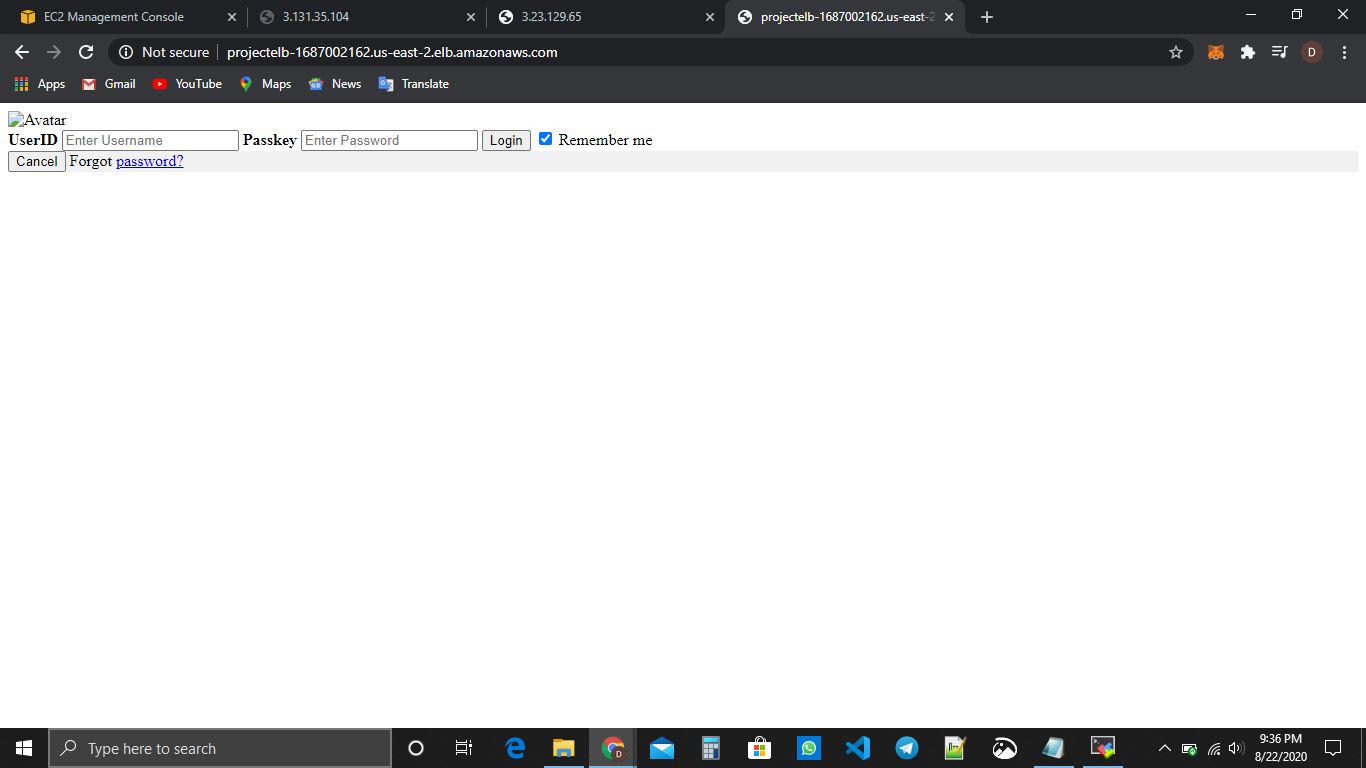 EC2 Management Console
3.131.35.104
3.23.129.65
projectelb-1687002162.us-east-2
Not secure
projectelb-1687002162.us-east-2.elb.amazonaws.com
D
Apps
Gmail
YouTube
Maps
News
Translate
Avatar
UserID Enter Username Passkey Enter Password Login Remember me
Cancel Forgot password?
Type here to search
9:36 PM
8/22/2020